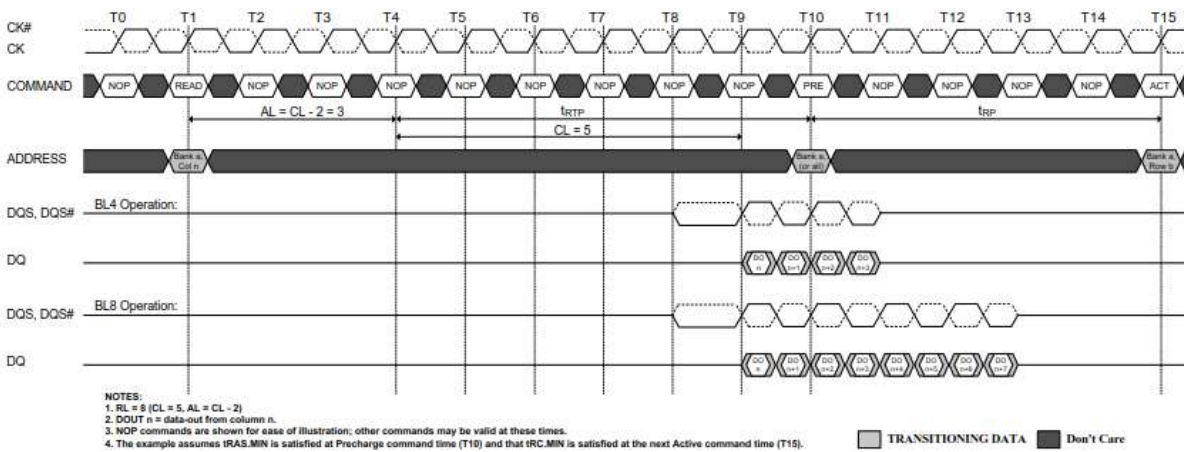 T0 T1 T2 T3 T4 T5 T6 T7 T8 T9 T10 T11 T12 T13 T14 T15
CK#
CK
COMMAND NOP READ NOP NOP NOP NOP NOP NOP NOP NOP PRE NOP NOP NOP NOP ACT
AL = CL - 2 = 3 tRTP tRP
CL = 5
ADDRESS Bank a, Col n Bank a, (or all) Bank a, Row b
BL4 Operation:
DQS, DQS#
DQ DO n DO n+1 DO n+2 DO n+3
BL8 Operation:
DQS, DQS#
DQ DO n DO n+1 DO n+2 DO n+3 DO n+4 DO n+5 DO n+6 DO n+7
NOTES:
1. RL = 8 (CL = 5, AL = CL - 2)
2. DOUT n = data-out from column n.
3. NOP commands are shown for ease of illustration; other commands may be valid at these times.
4. The example assumes tRAS.MIN is satisfied at Precharge command time (T10) and that tRC.MIN is satisfied at the next Active command time (T15).
TRANSITIONING DATA Don't Care